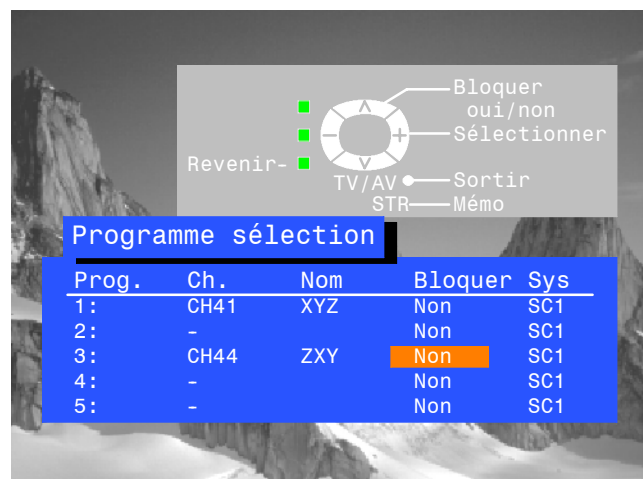 Bloquer
oui/non
Sélectionner
Revenir-
TV/AV Sortir
STR Mémo
Programme sélection
Prog. Ch. Nom Bloquer Sys
1: CH41 XYZ Non SC1
2: - Non SC1
3: CH44 ZXY Non SC1
4: - Non SC1
5: - Non SC1